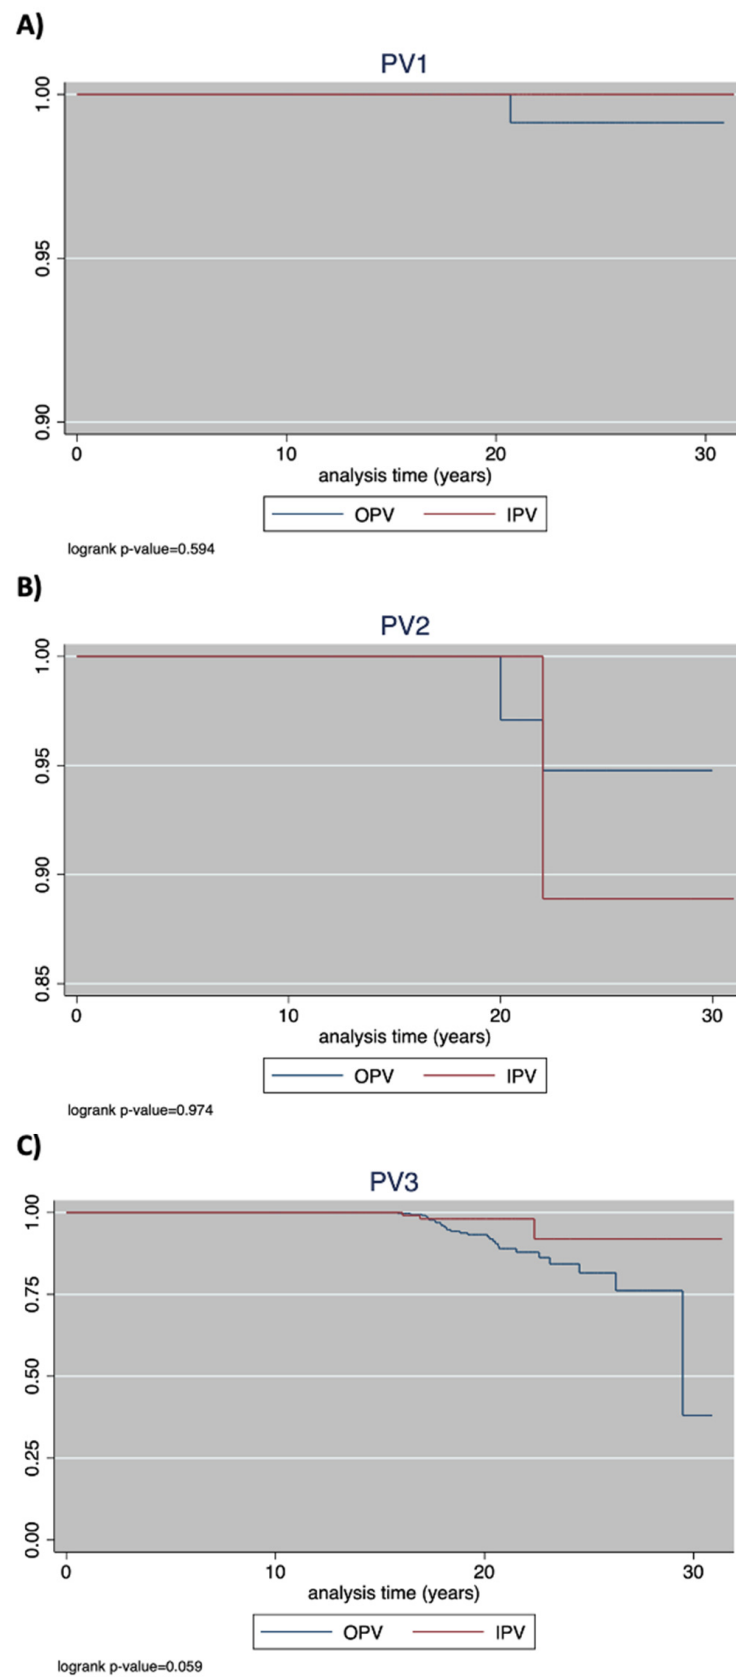 A)
PV1
1.00
0.95
0.90
0 10 20 30
analysis time (years)
OPV IPV
logrank p-value=0.594
B)
PV2
1.00
0.95
0.90
0.85
0 10 20 30
analysis time (years)
OPV IPV
logrank p-value=0.974
C)
PV3
1.00
0.75
0.50
0.25
0.00
0 10 20 30
analysis time (years)
OPV IPV
logrank p-value=0.059